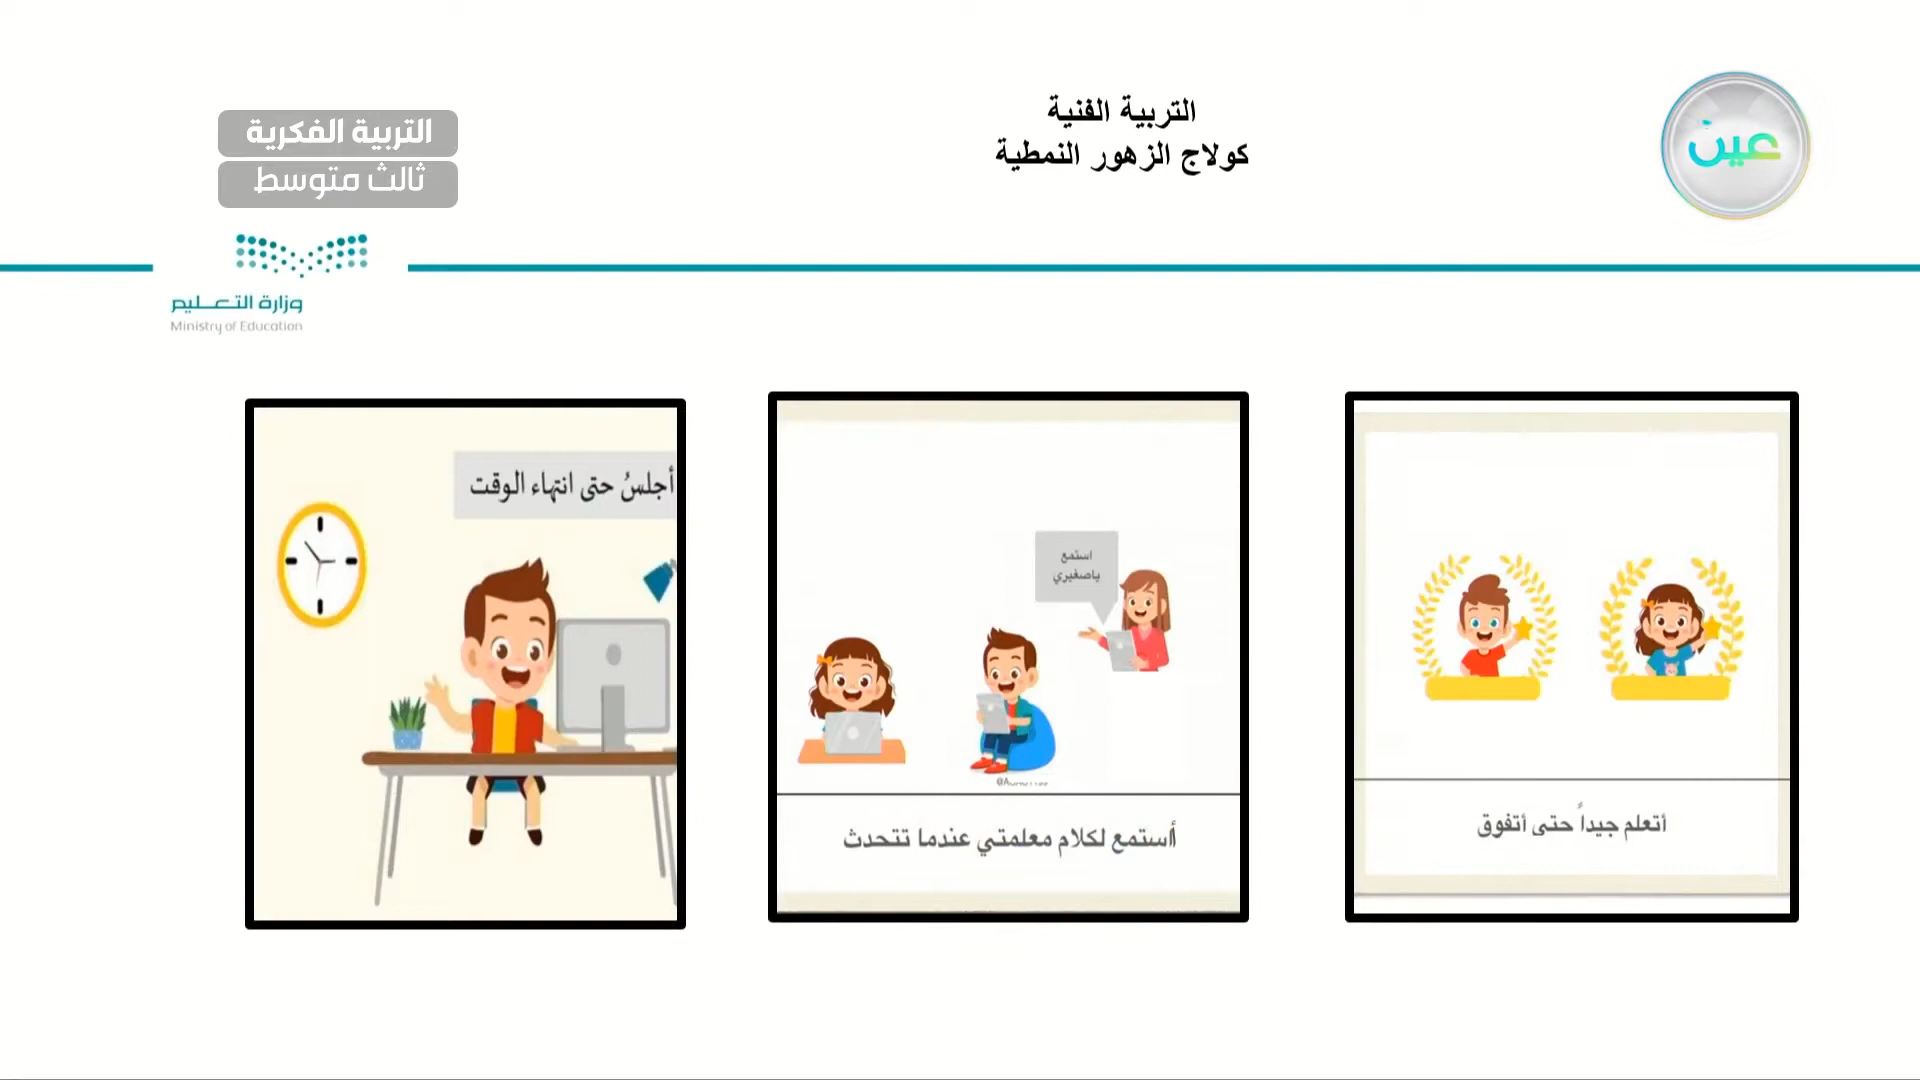 التربية الفنية
كولاج الزهور النمطية
عين
التربية الفكرية
ثالث متوسط
وزارة التعليم
Ministry of Education
أتعلم جيداً حتى أتفوق
استمع
ياصغيري
أستمع لكلام معلمتي عندما تتحدث
أجلسُ حتى انتهاء الوقت